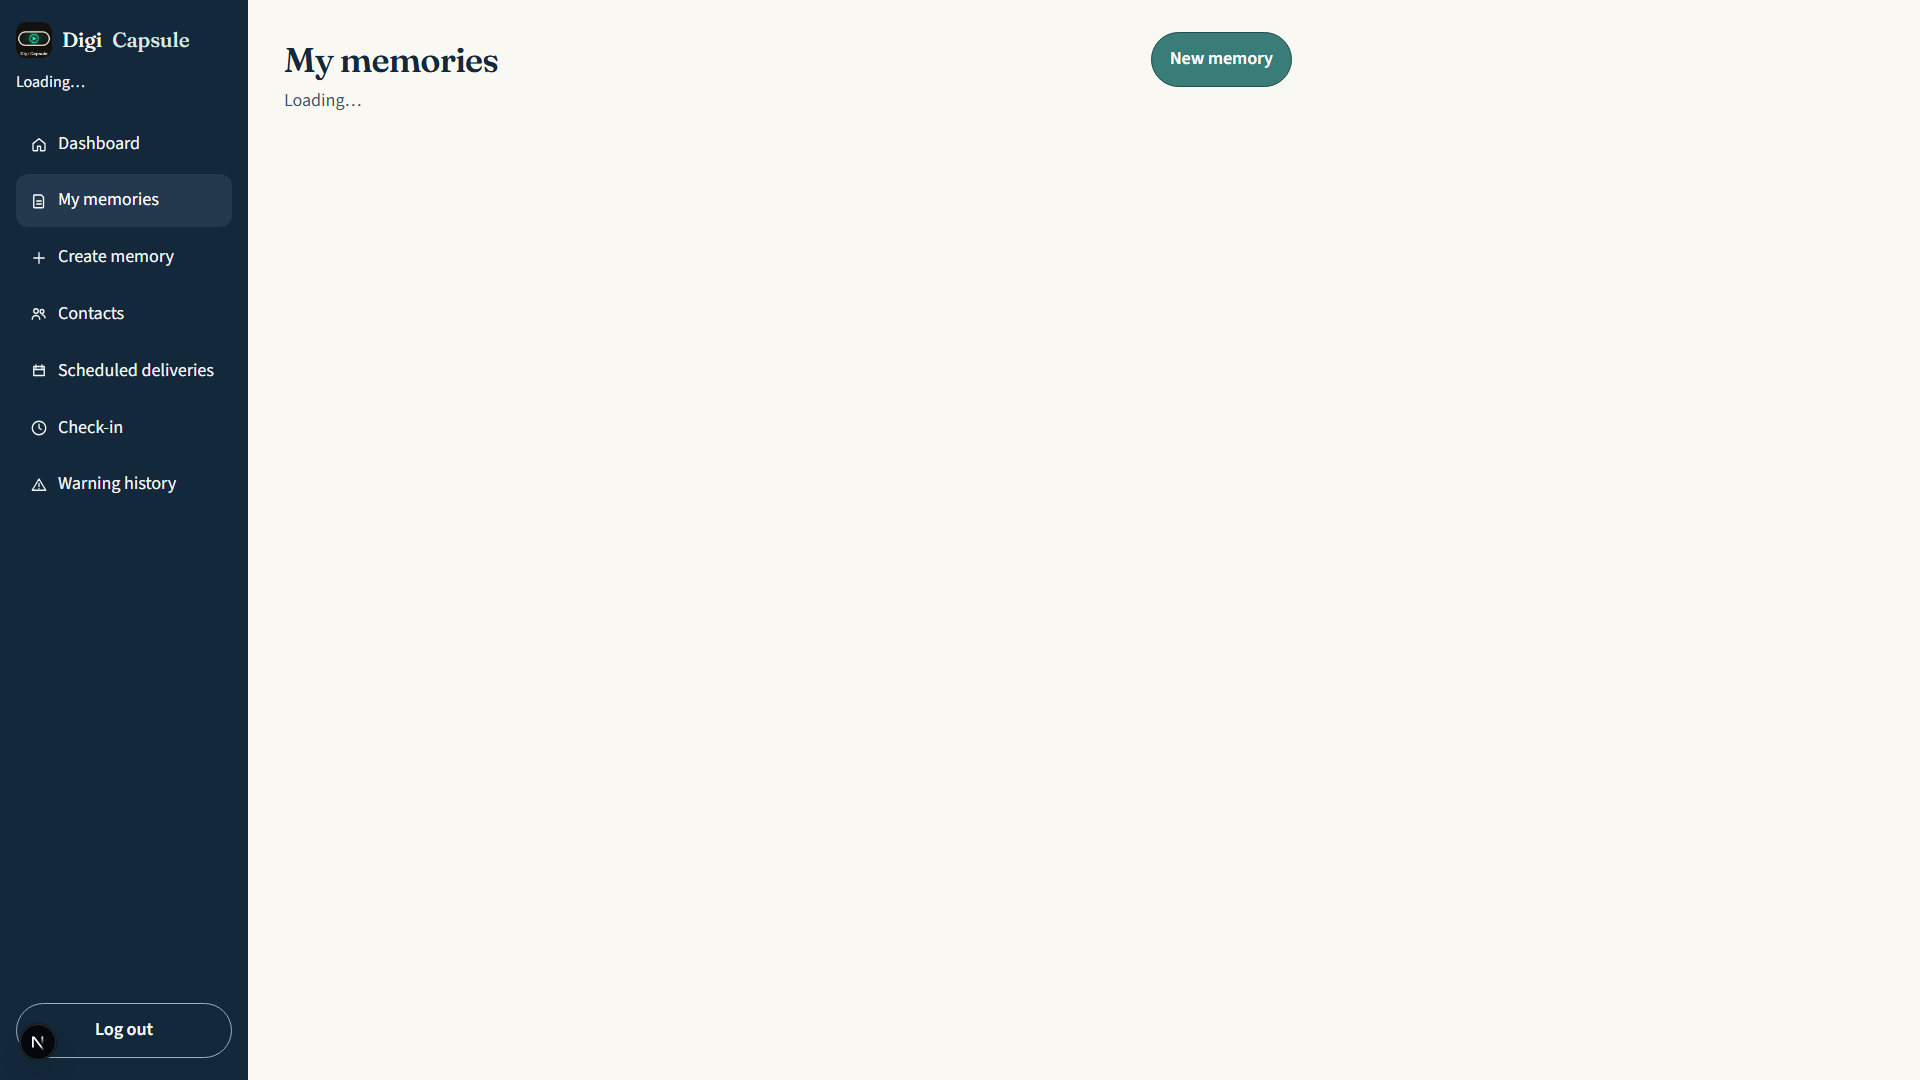 Digi Capsule
Loading…
Dashboard
My memories
Create memory
Contacts
Scheduled deliveries
Check-in
Warning history
Log out
N
My memories
Loading…
New memory